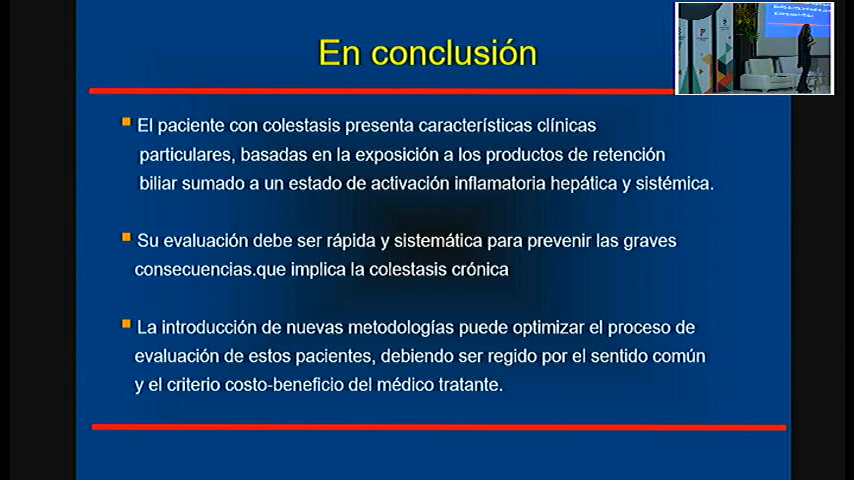 En conclusión
El paciente con colestasis presenta características clínicas
particulares, basadas en la exposición a los productos de retención
biliar sumado a un estado de activación inflamatoria hepática y sistémica.
Su evaluación debe ser rápida y sistemática para prevenir las graves
consecuencias.que implica la colestasis crónica
La introducción de nuevas metodologías puede optimizar el proceso de
evaluación de estos pacientes, debiendo ser regido por el sentido común
y el criterio costo-beneficio del médico tratante.